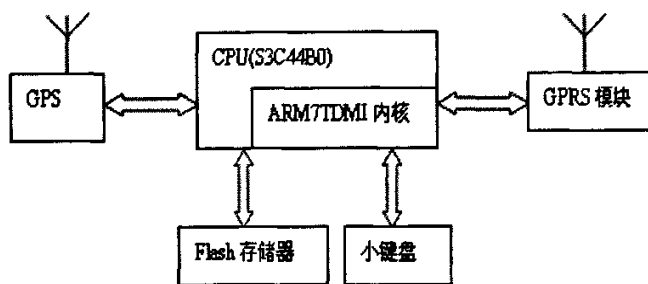 CPU(S3C44B0)
GPS
ARM7TDMI 内核
GPRS 模块
Flash 存储器
小键盘